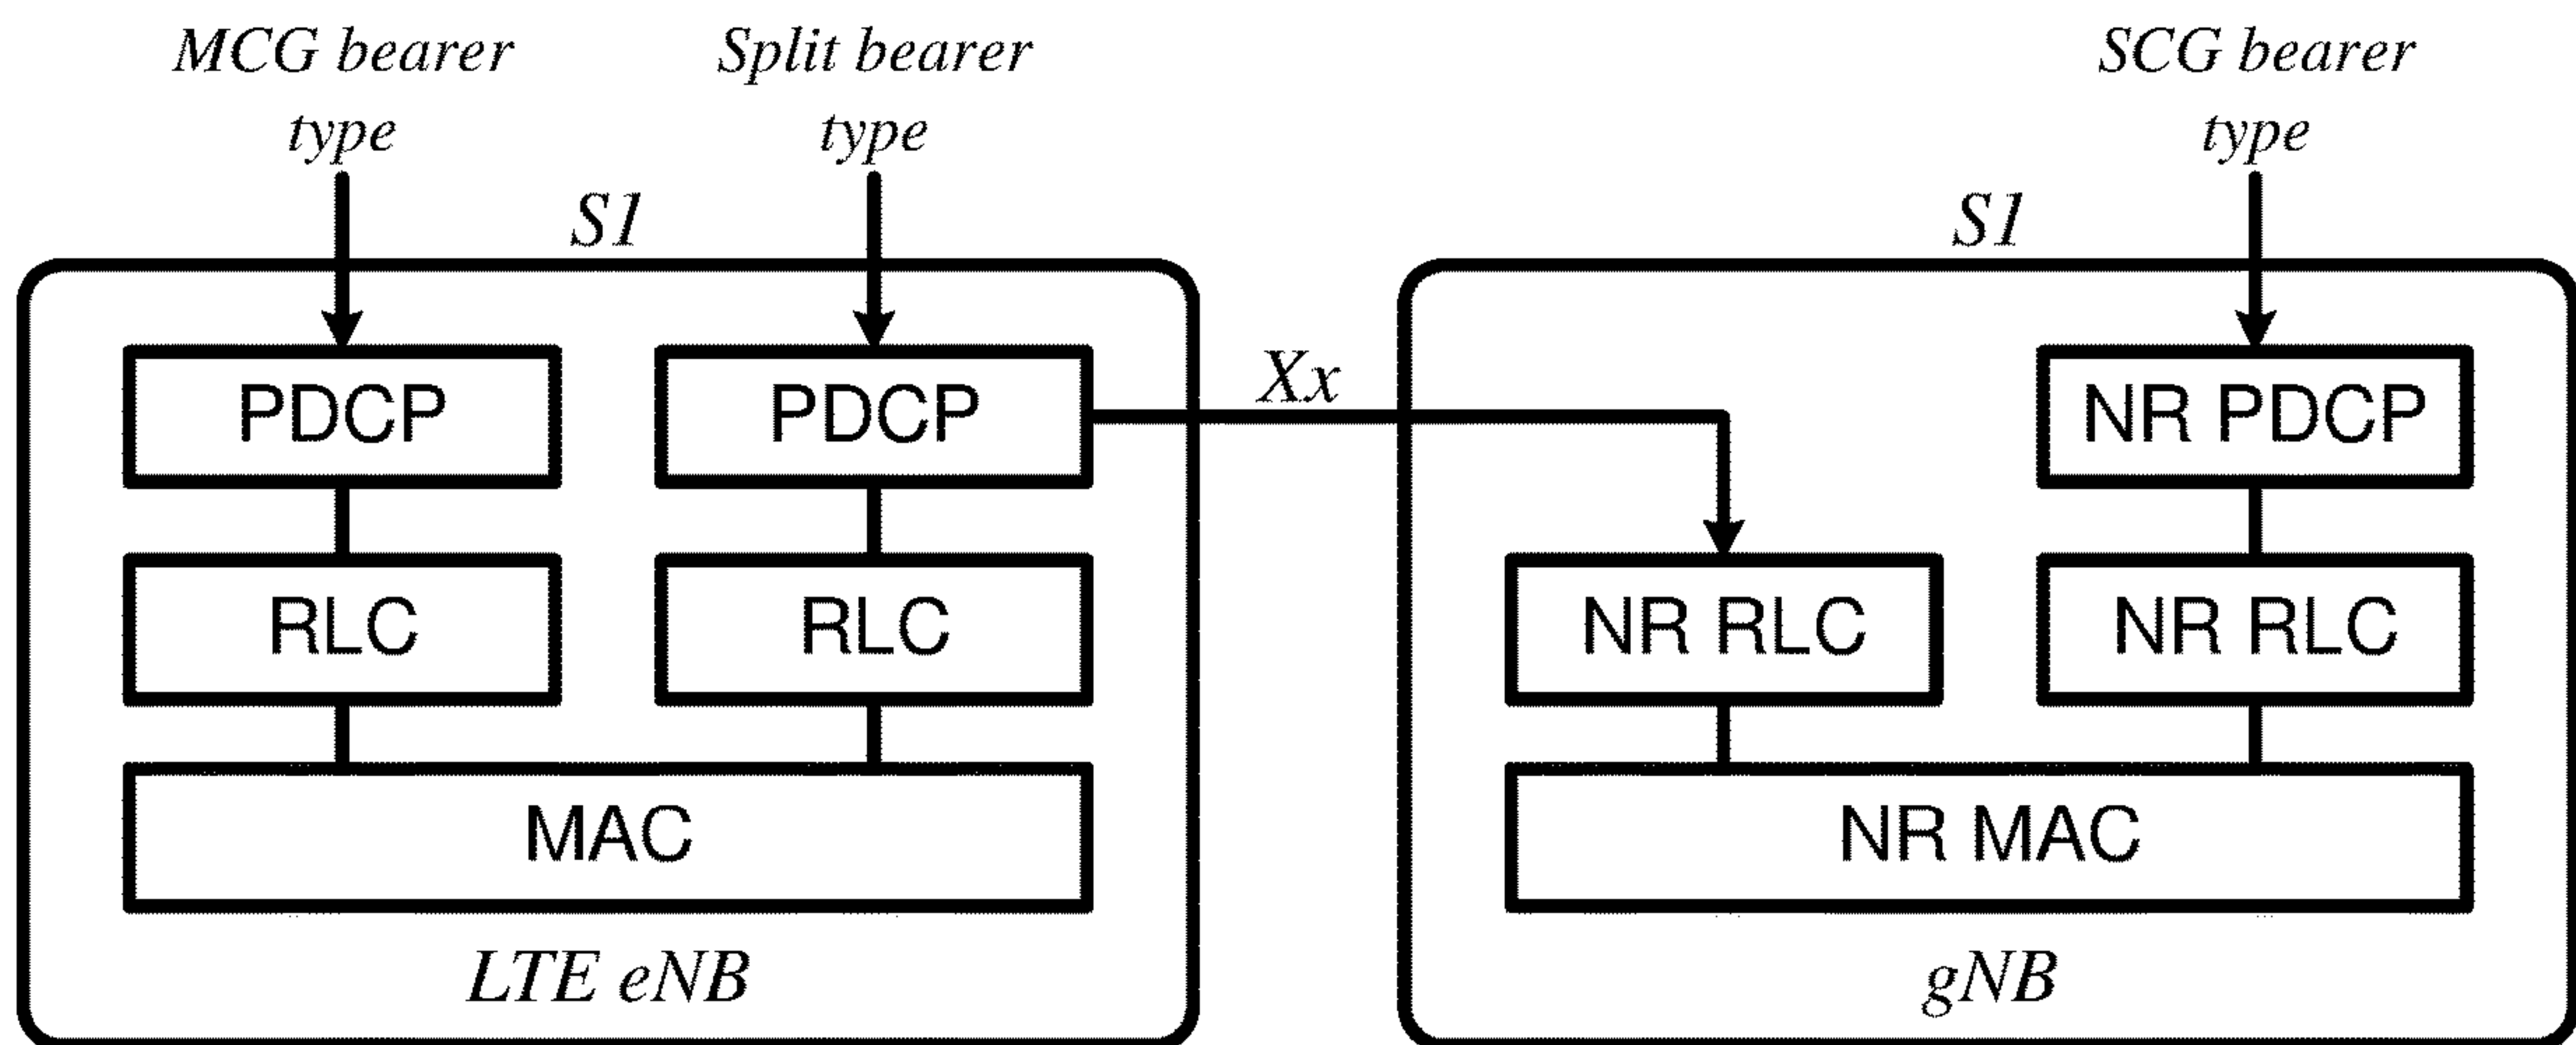 MCG bearer
type
Split bearer
type
SCG bearer
type
S1
S1
PDCP
PDCP
Xx
NR PDCP
RLC
RLC
NR RLC
NR RLC
MAC
NR MAC
LTE eNB
gNB